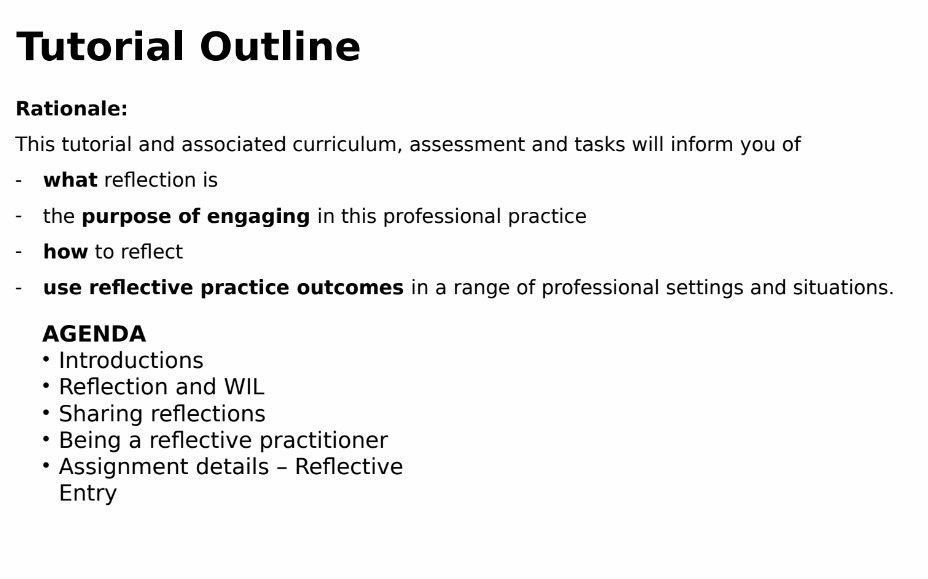 Tutorial Outline
Rationale:
This tutorial and associated curriculum, assessment and tasks will inform you of
- what reflection is
- the purpose of engaging in this professional practice
- how to reflect
- use reflective practice outcomes in a range of professional settings and situations.
AGENDA
• Introductions
• Reflection and WIL
• Sharing reflections
• Being a reflective practitioner
• Assignment details – Reflective
Entry